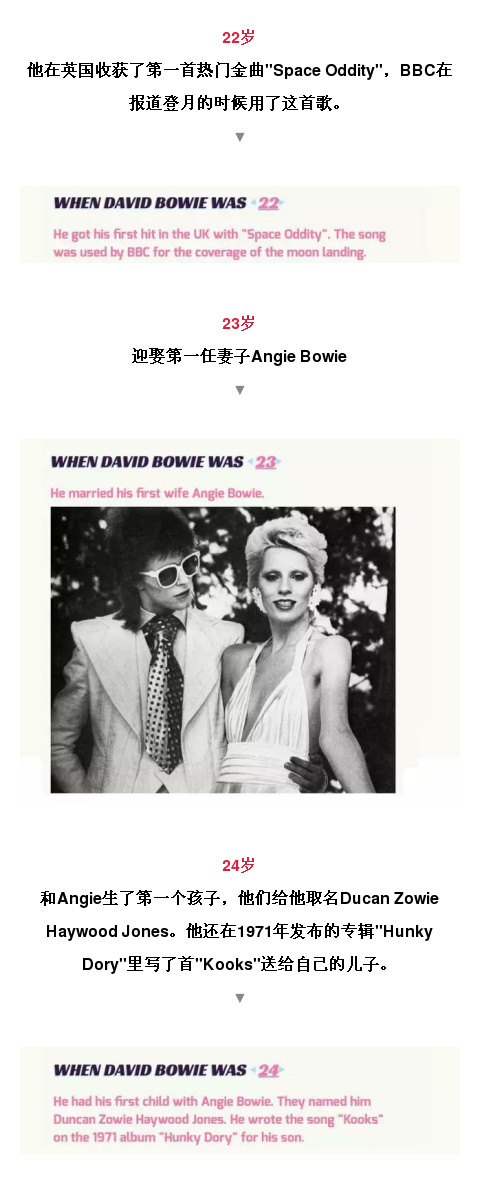 22岁
他在英国收获了第一首热门金曲"Space Oddity"，BBC在
报道登月的时候用了这首歌。
▼
WHEN DAVID BOWIE WAS 22
He got his first hit in the UK with "Space Oddity". The song
was used by BBC for the coverage of the moon landing.
23岁
迎娶第一任妻子Angie Bowie
▼
WHEN DAVID BOWIE WAS 23
He married his first wife Angie Bowie.
24岁
和Angie生了第一个孩子，他们给他取名Ducan Zowie
Haywood Jones。他还在1971年发布的专辑"Hunky
Dory"里写了首"Kooks"送给自己的儿子。
▼
WHEN DAVID BOWIE WAS 24
He had his first child with Angie Bowie. They named him
Duncan Zowie Haywood Jones. He wrote the song "Kooks"
on the 1971 album "Hunky Dory" for his son.